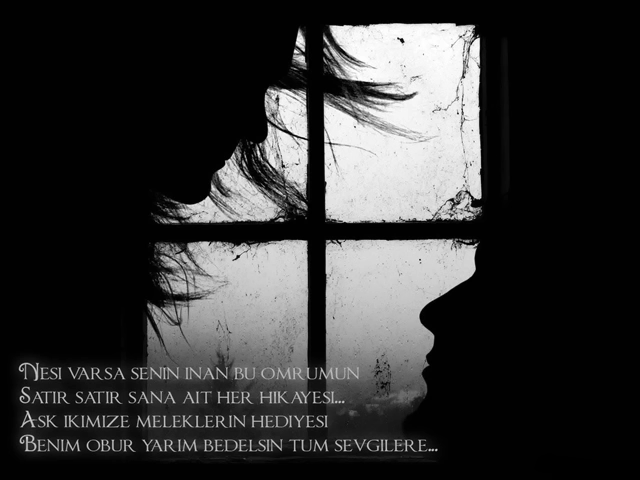 Nesi varsa senin inan bu omrumun
Satir satir sana ait her hikayesi...
Ask ikimize meleklerin hediyesi
Benim obur yarim bedelsin tum sevgilere...